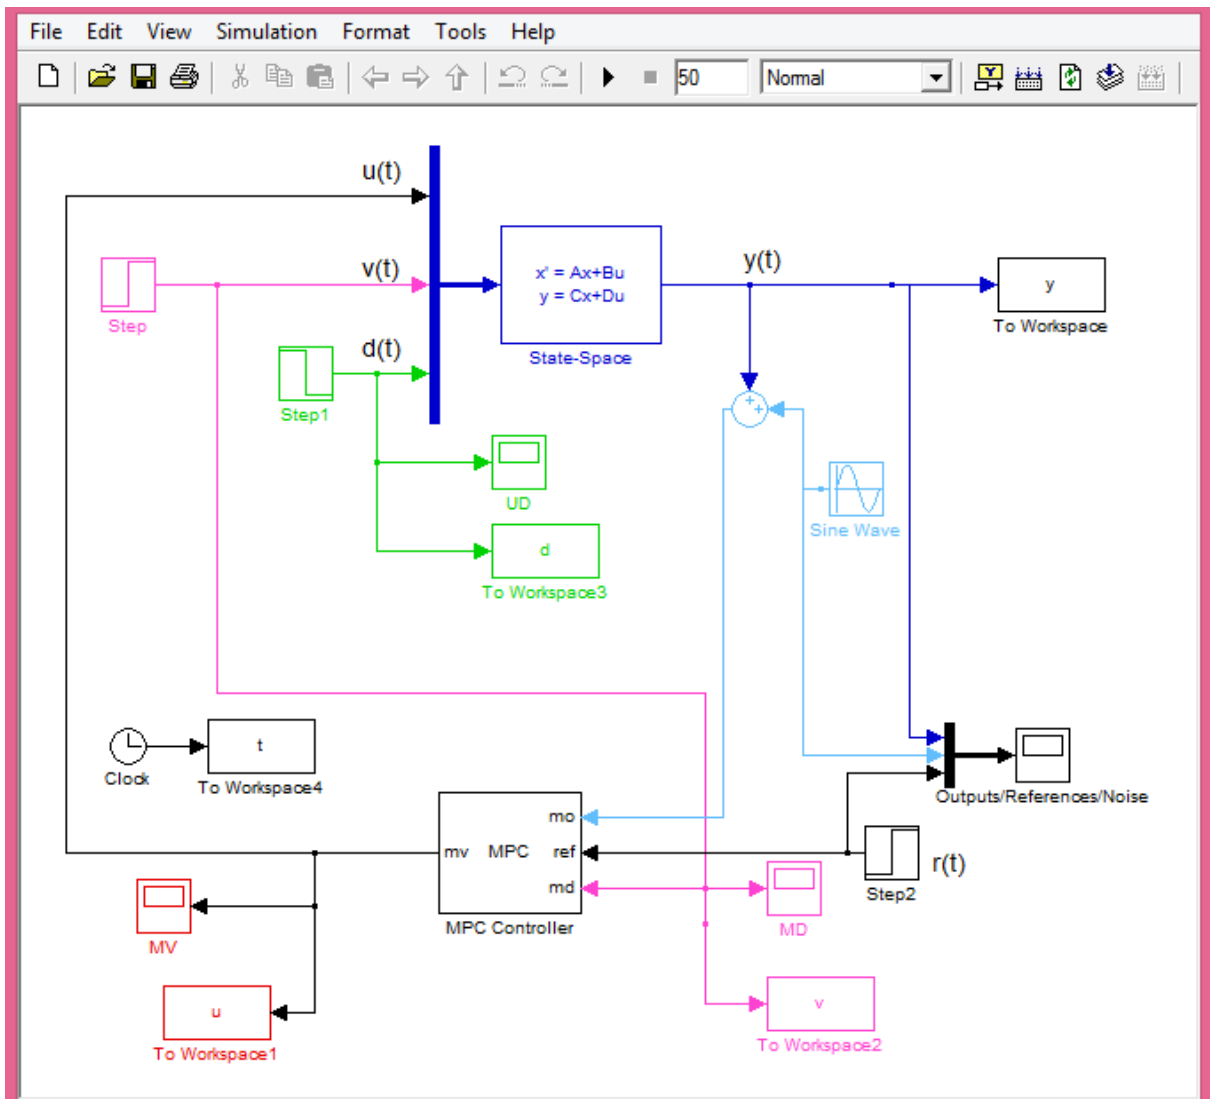 File Edit View Simulation Format Tools Help
50 Normal
u(t)
v(t)
Step
d(t)
Step1
x' = Ax+Bu
y = Cx+Du
State-Space
y(t)
y
To Workspace
UD
d
To Workspace3
Sine Wave
Clock
t
To Workspace4
Outputs/References/Noise
mo
mv MPC ref
md
MPC Controller
r(t)
Step2
MV
MD
u
To Workspace1
v
To Workspace2